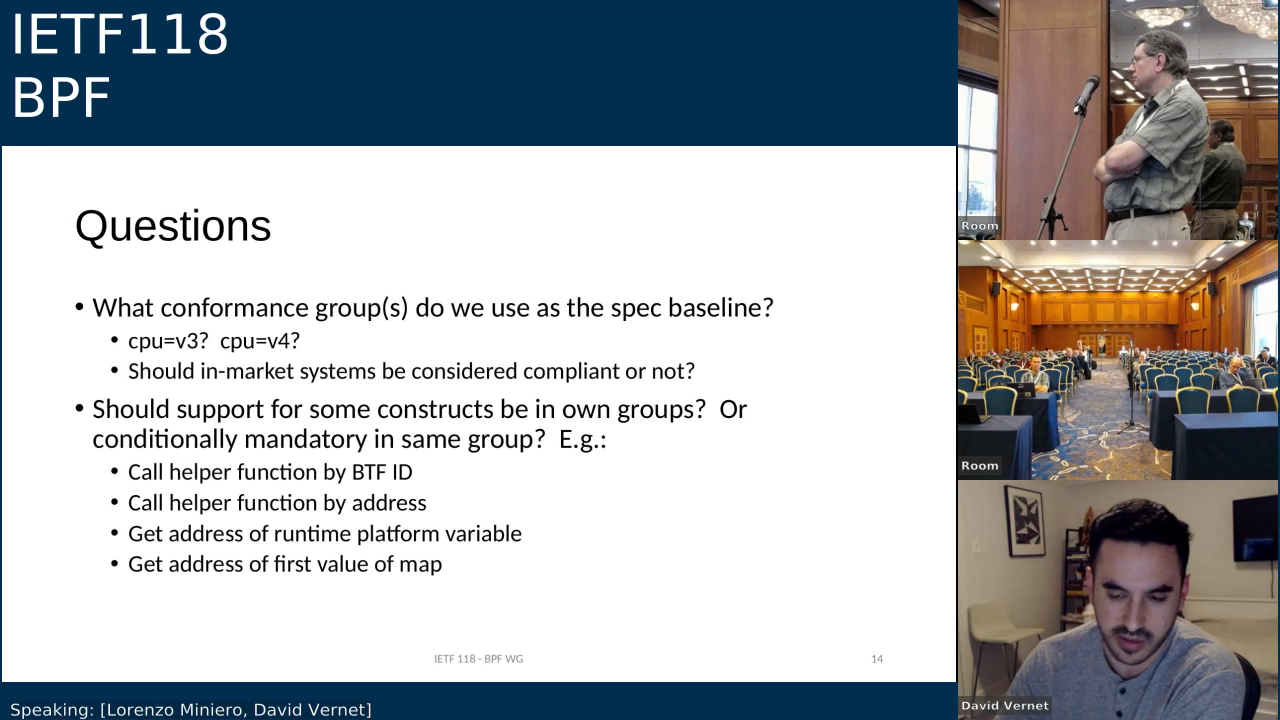 IETF118
BPF
Questions
• What conformance group(s) do we use as the spec baseline?
• cpu=v3?  cpu=v4?
• Should in-market systems be considered compliant or not?
• Should support for some constructs be in own groups?  Or
conditionally mandatory in same group?  E.g.:
• Call helper function by BTF ID
• Call helper function by address
• Get address of runtime platform variable
• Get address of first value of map
IETF 118 - BPF WG
14
Speaking: [Lorenzo Miniero, David Vernet]
Room
Room
David Vernet